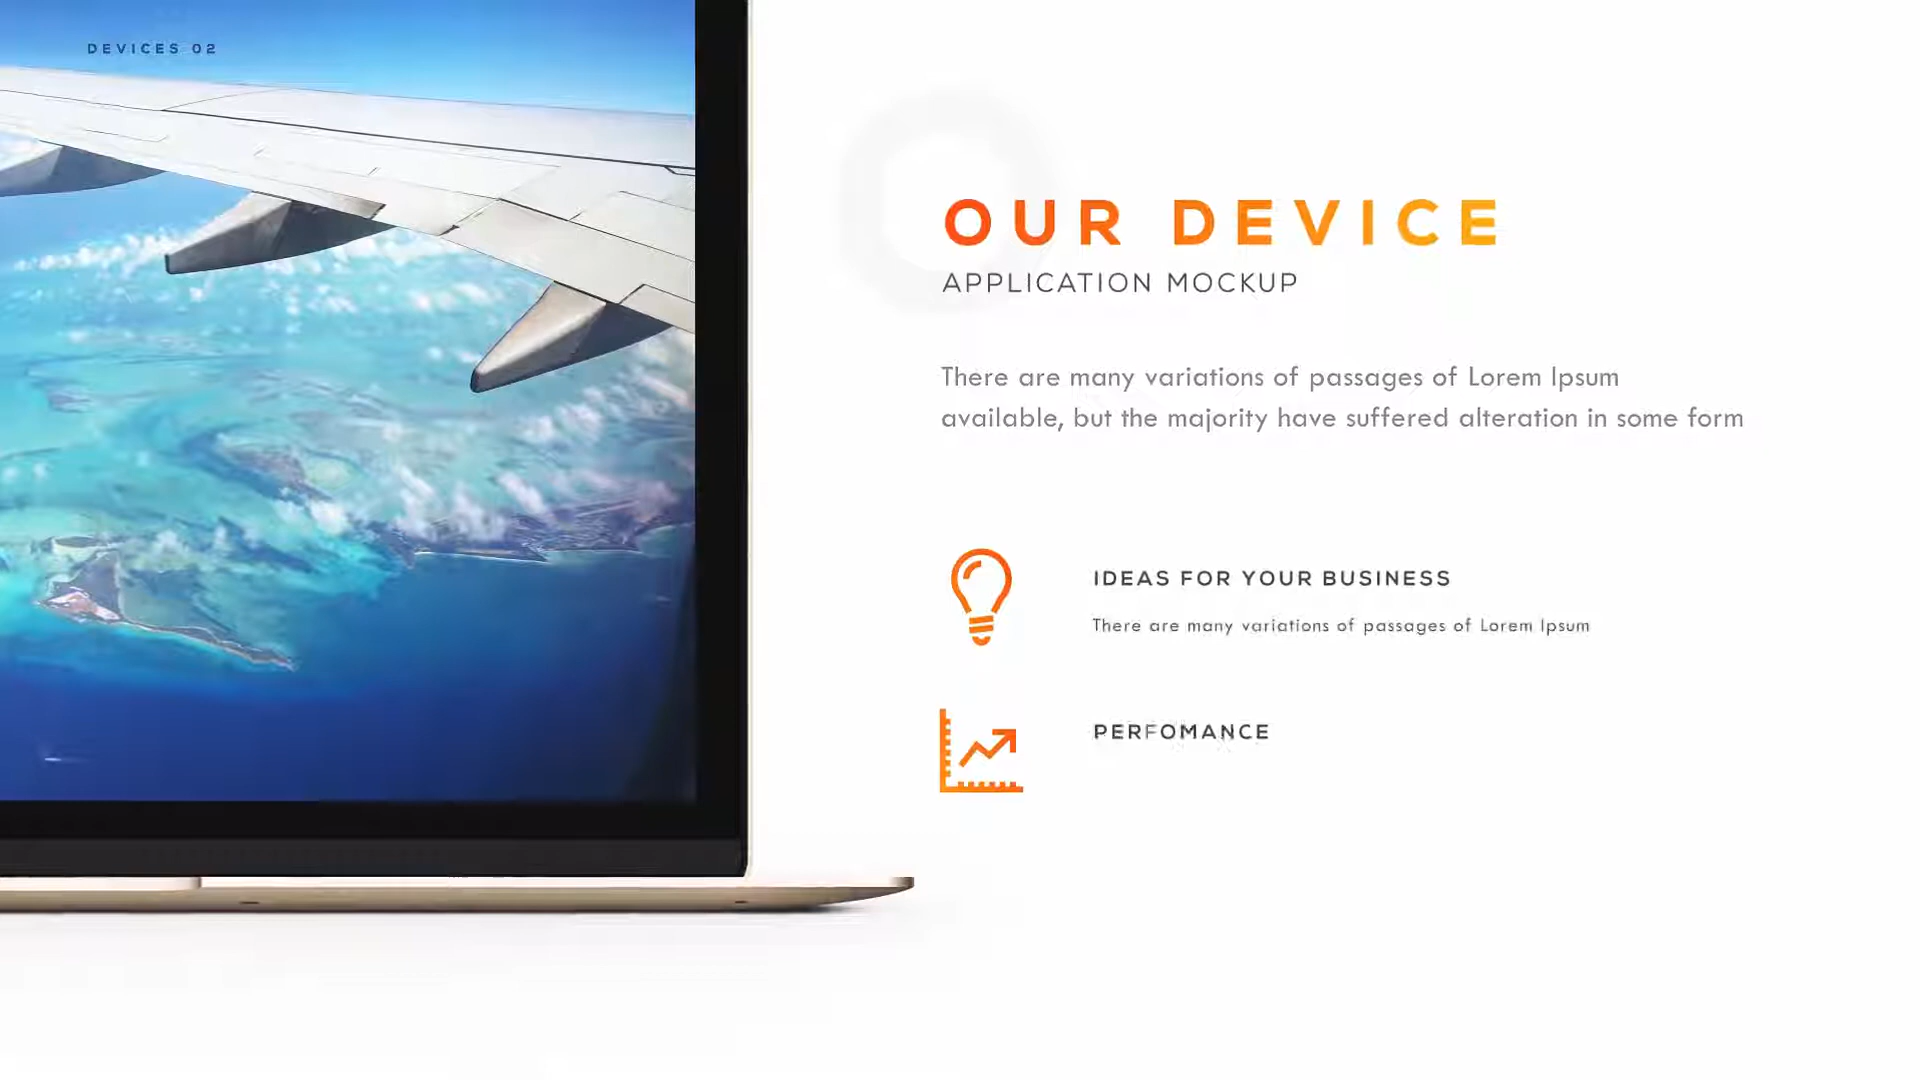 DEVICES 02
OUR DEVICE
APPLICATION MOCKUP
There are many variations of passages of Lorem Ipsum
available, but the majority have suffered alteration in some form
IDEAS FOR YOUR BUSINESS
There are many variations of passages of Lorem Ipsum
PERFOMANCE